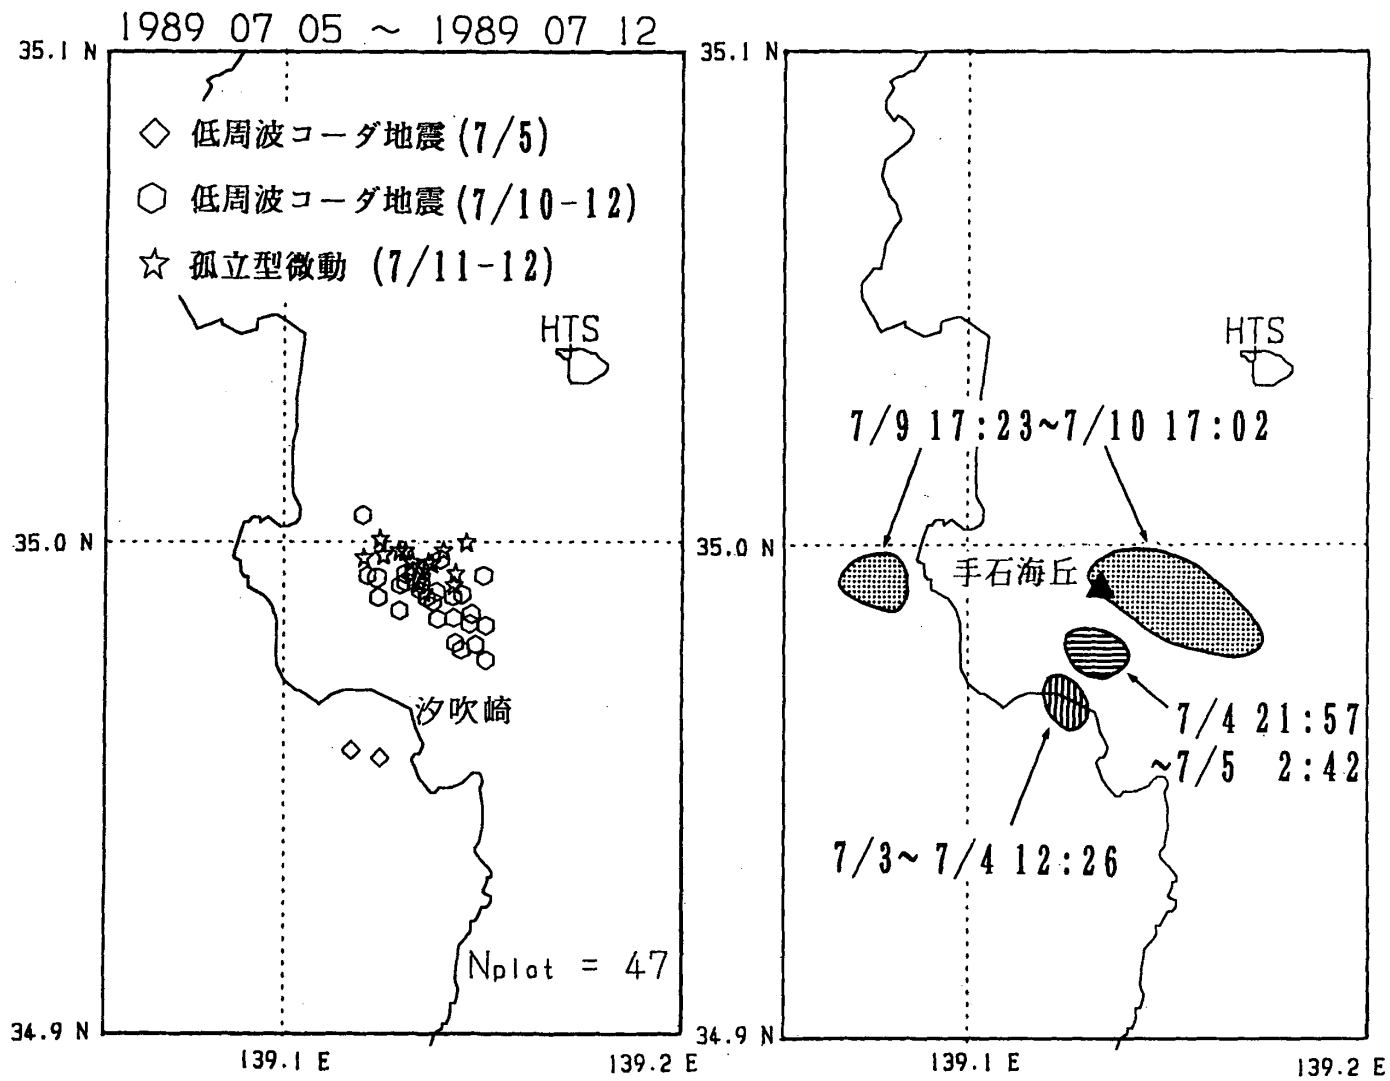 1989 07 05 ~ 1989 07 12
35.1 N
◇ 低周波コーダ地震 (7/5)
低周波コーダ地震 (7/10-12)
☆ 孤立型微動 (7/11-12)
HTS
35.0 N
汐吹崎
Nplot = 47
34.9 N
139.1 E
139.2 E
35.1 N
HTS
7/9 17:23~7/10 17:02
35.0 N
手石海丘
7/4 21:57
~7/5 2:42
7/3~ 7/4 12:26
34.9 N
139.1 E
139.2 E